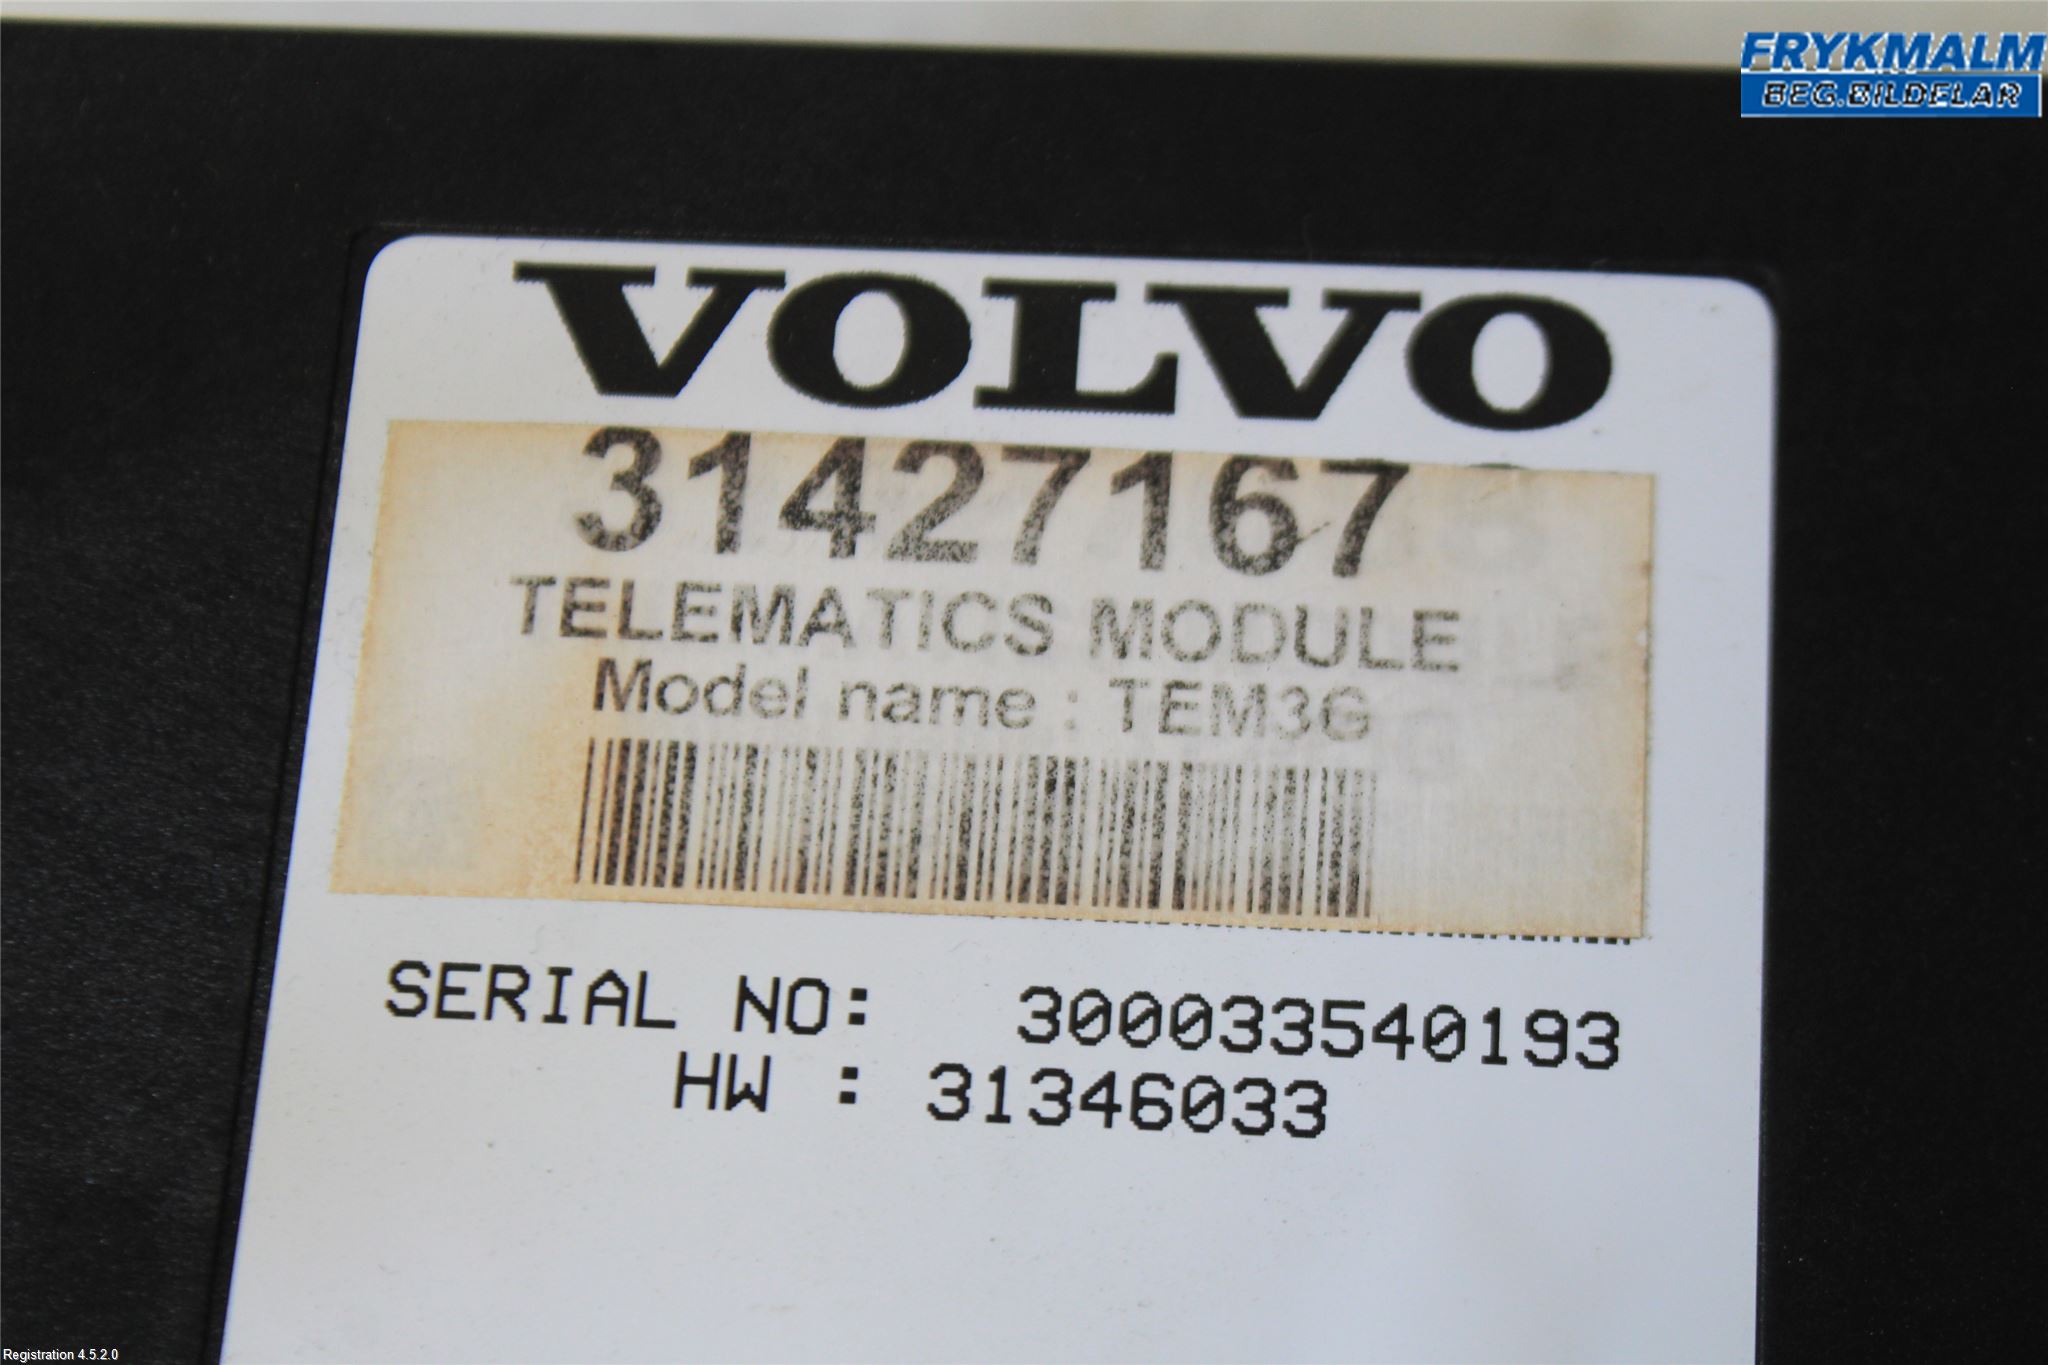 FRYKMALM
BEG.BILDELAR
VOLVO
31427167
TELEMATICS MODULE
Model name : TEM3G
SERIAL NO: 300033540193
HW : 31346033
Registration 4.5.2.0